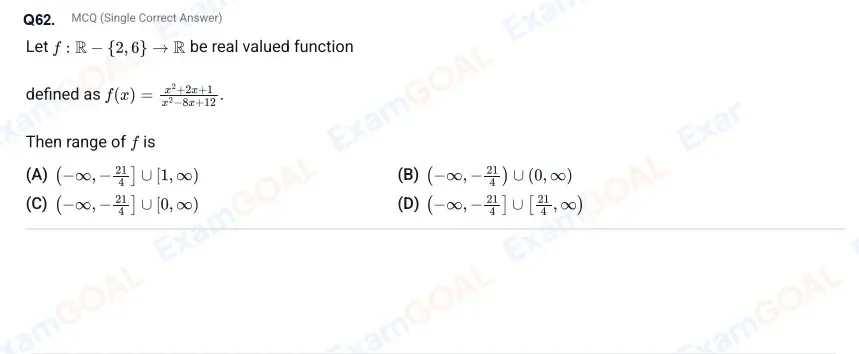 Q62. MCQ (Single Correct Answer)
Let f : ℝ − {2, 6} → ℝ be real valued function
defined as f(x) = (x²+2x+1)/(x²−8x+12).
Then range of f is
(A) (−∞, −21/4] ∪ [1, ∞) (B) (−∞, −21/4) ∪ (0, ∞)
(C) (−∞, −21/4] ∪ [0, ∞) (D) (−∞, −21/4] ∪ [21/4, ∞)
ExamGOAL